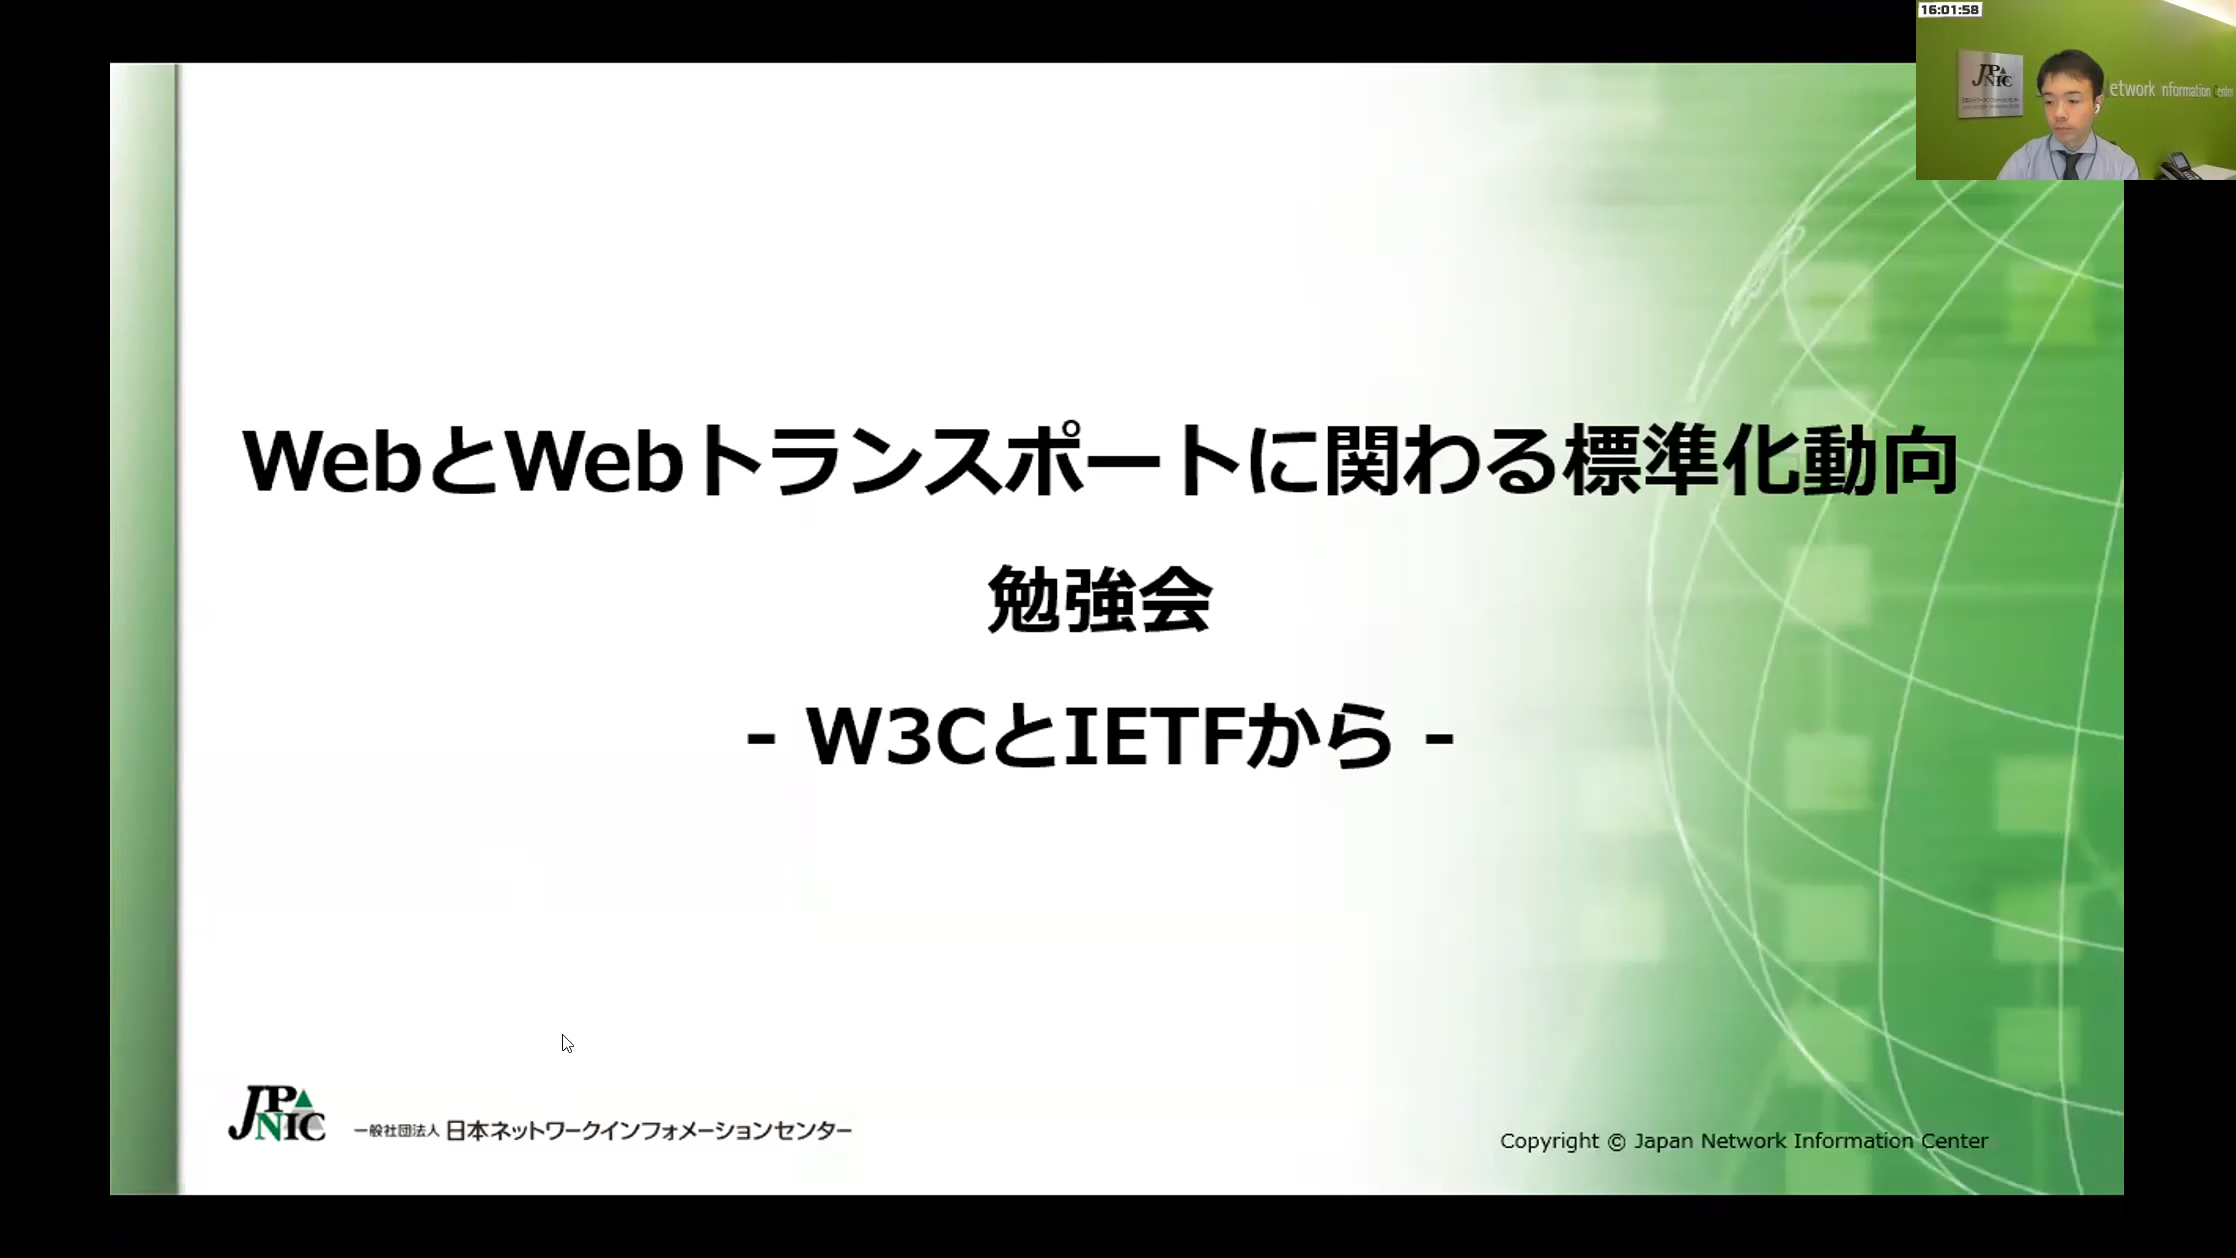 16:01:58
JPNIC
etwork Information Center
WebとWebトランスポートに関わる標準化動向
勉強会
- W3CとIETFから -
JPNIC 一般社団法人 日本ネットワークインフォメーションセンター
Copyright © Japan Network Information Center